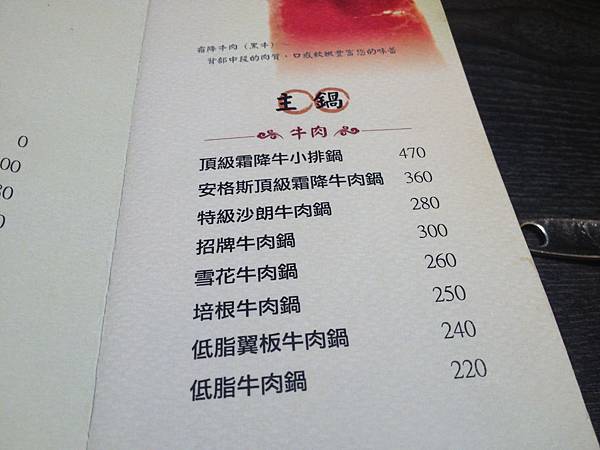 霜降牛肉（黑牛）
背部中段的肉質，口感軟嫩豐富您的味蕾
主鍋
牛肉
頂級霜降牛小排鍋 470
安格斯頂級霜降牛肉鍋 360
特級沙朗牛肉鍋 280
招牌牛肉鍋 300
雪花牛肉鍋 260
培根牛肉鍋 250
低脂翼板牛肉鍋 240
低脂牛肉鍋 220